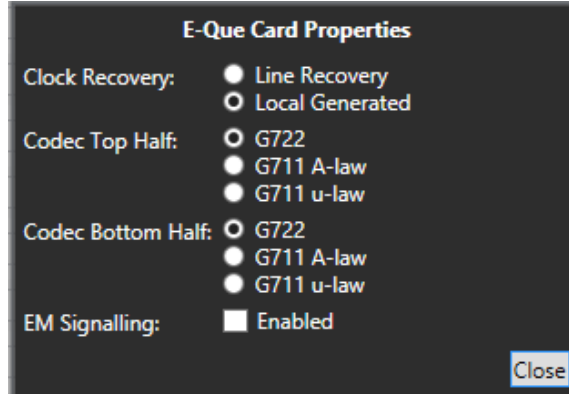 E-Que Card Properties
Clock Recovery: Line Recovery
Local Generated
Codec Top Half: G722
G711 A-law
G711 u-law
Codec Bottom Half: G722
G711 A-law
G711 u-law
EM Signalling: Enabled
Close